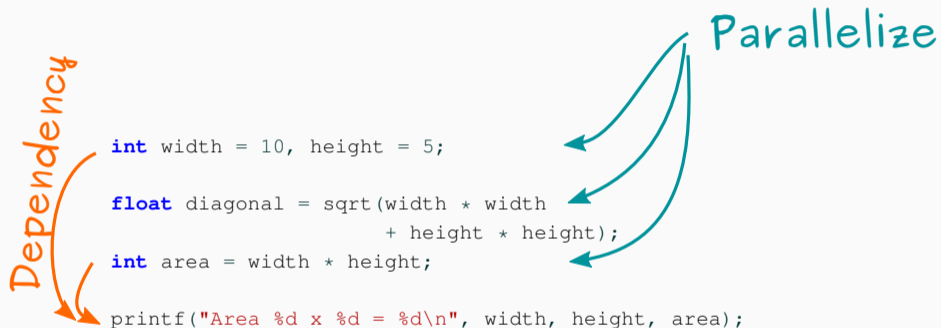 Parallelize
Dependency
int width = 10, height = 5;
float diagonal = sqrt(width * width
+ height * height);
int area = width * height;
printf("Area %d x %d = %d\n", width, height, area);